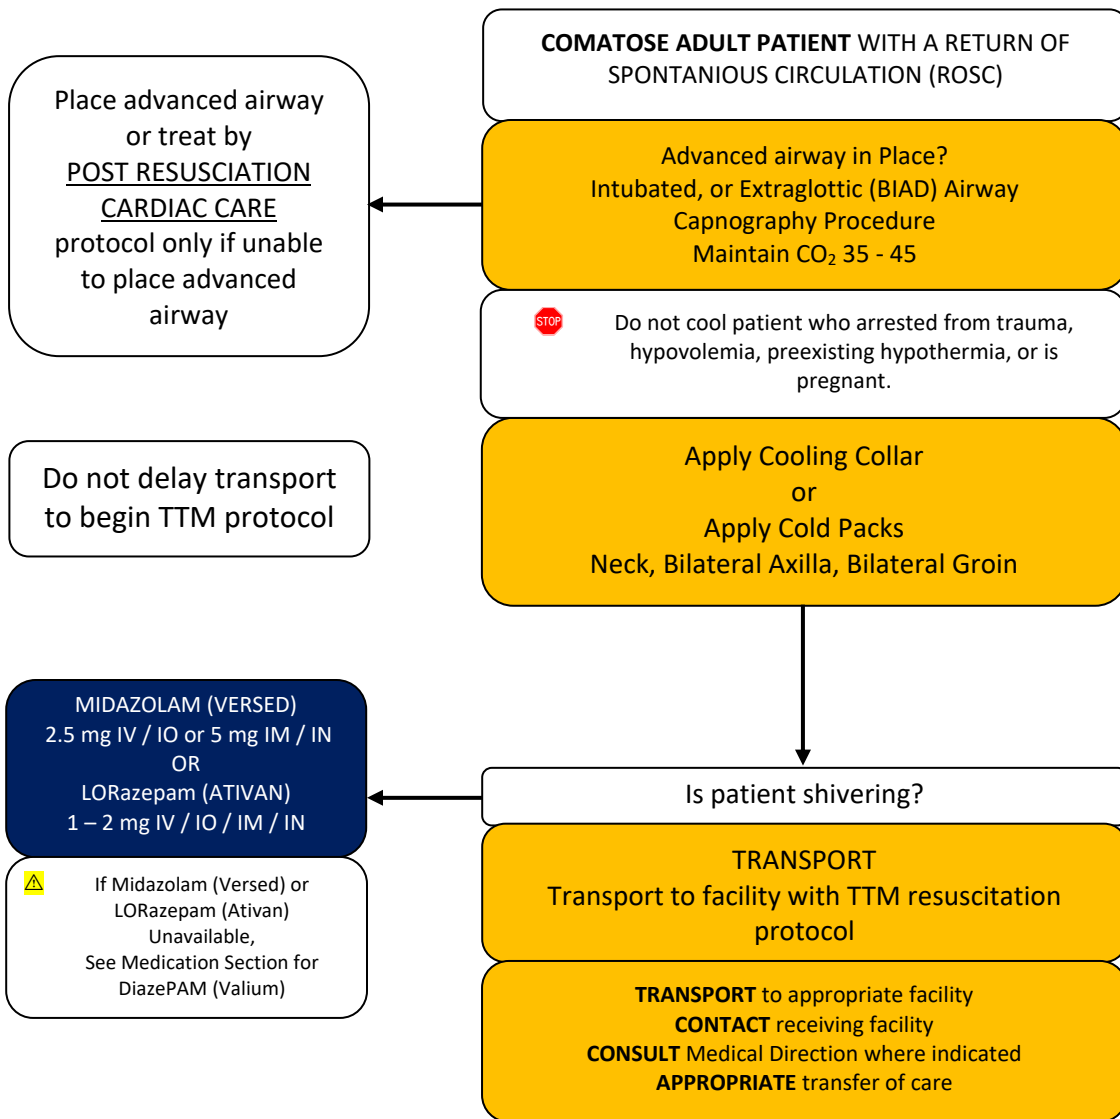 COMATOSE ADULT PATIENT WITH A RETURN OF
SPONTANIOUS CIRCULATION (ROSC)
Place advanced airway
or treat by
POST RESUSCIATION
CARDIAC CARE
protocol only if unable
to place advanced
airway
Advanced airway in Place?
Intubated, or Extraglottic (BIAD) Airway
Capnography Procedure
Maintain CO₂ 35 - 45
STOP
Do not cool patient who arrested from trauma,
hypovolemia, preexisting hypothermia, or is
pregnant.
Do not delay transport
to begin TTM protocol
Apply Cooling Collar
or
Apply Cold Packs
Neck, Bilateral Axilla, Bilateral Groin
MIDAZOLAM (VERSED)
2.5 mg IV / IO or 5 mg IM / IN
OR
LORazepam (ATIVAN)
1 – 2 mg IV / IO / IM / IN
Is patient shivering?
If Midazolam (Versed) or
LORazepam (Ativan)
Unavailable,
See Medication Section for
DiazePAM (Valium)
TRANSPORT
Transport to facility with TTM resuscitation
protocol
TRANSPORT to appropriate facility
CONTACT receiving facility
CONSULT Medical Direction where indicated
APPROPRIATE transfer of care